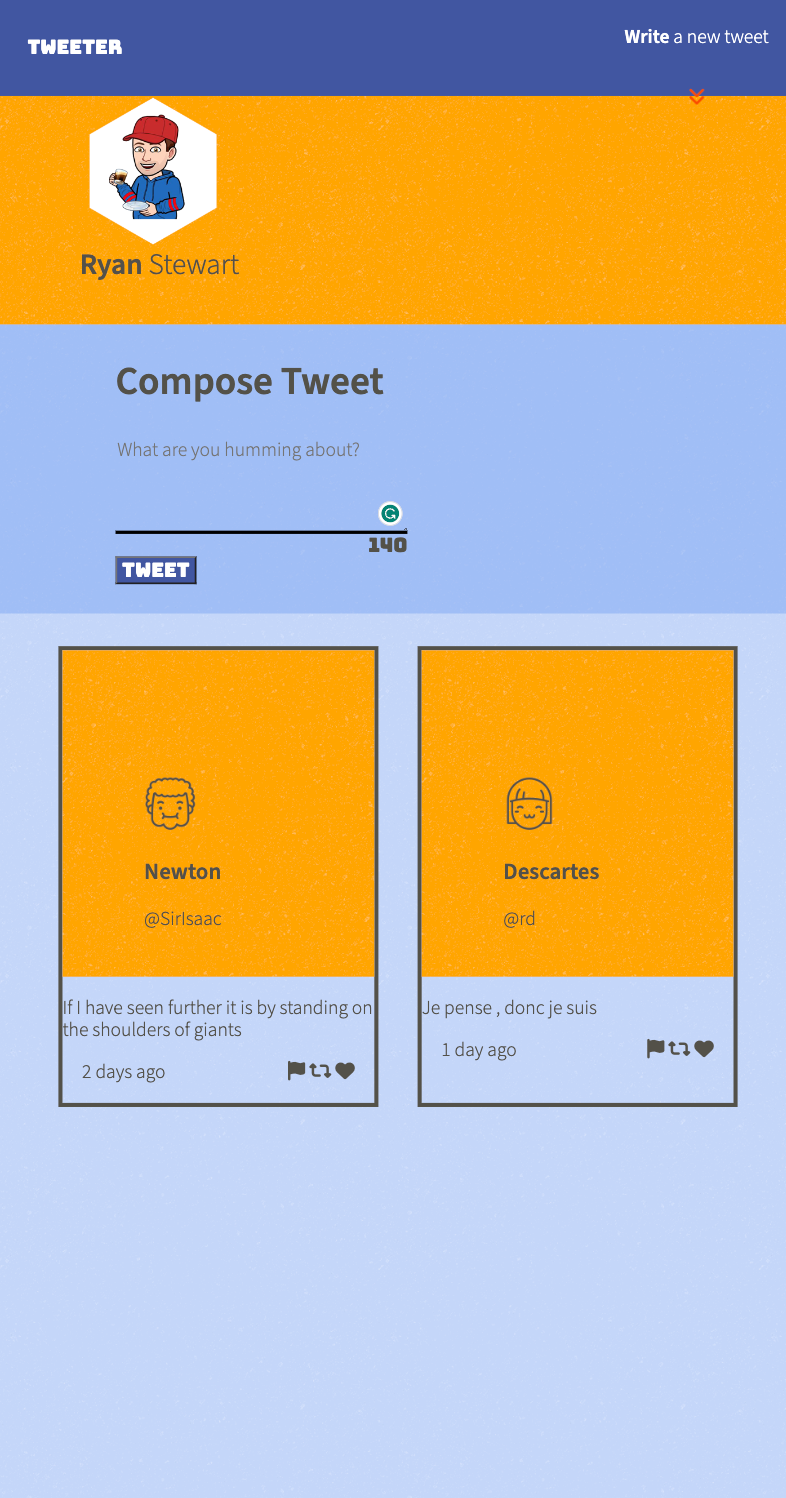 TWEETER
Write a new tweet
Ryan Stewart
Compose Tweet
What are you humming about?
140
TWEET
Newton
@SirIsaac
If I have seen further it is by standing on
the shoulders of giants
2 days ago
Descartes
@rd
Je pense , donc je suis
1 day ago